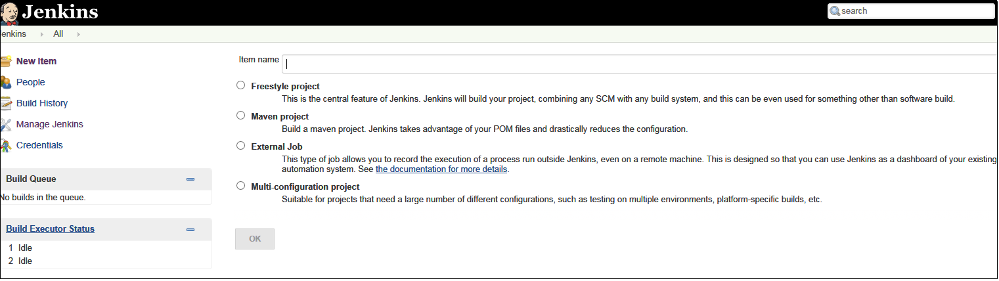 Jenkins
search
Jenkins All
New Item
People
Build History
Manage Jenkins
Credentials
Build Queue
No builds in the queue.
Build Executor Status
1 Idle
2 Idle
Item name
Freestyle project
This is the central feature of Jenkins. Jenkins will build your project, combining any SCM with any build system, and this can be even used for something other than software build.
Maven project
Build a maven project. Jenkins takes advantage of your POM files and drastically reduces the configuration.
External Job
This type of job allows you to record the execution of a process run outside Jenkins, even on a remote machine. This is designed so that you can use Jenkins as a dashboard of your existing
automation system. See the documentation for more details.
Multi-configuration project
Suitable for projects that need a large number of different configurations, such as testing on multiple environments, platform-specific builds, etc.
OK